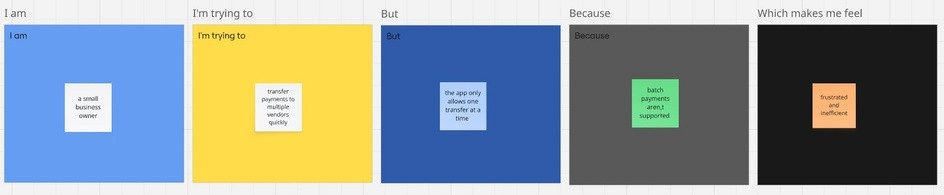 I am
I'm trying to
But
Because
Which makes me feel
I am
I'm trying to
But
Because
a small
business
owner
transfer
payments to
multiple
vendors
quickly
the app only
allows one
transfer at a
time
batch
payments
aren,t
supported
frustrated
and
inefficient